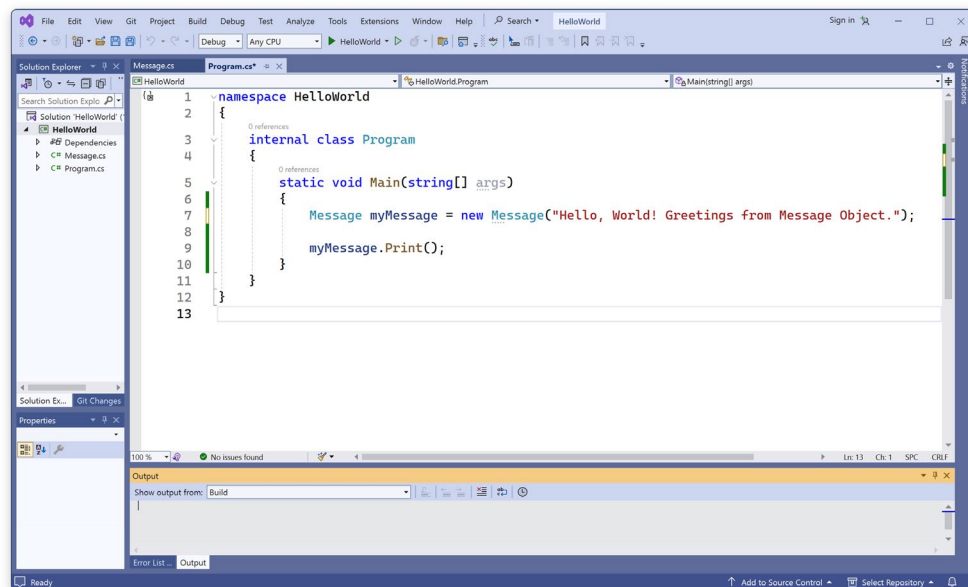 File Edit View Git Project Build Debug Test Analyze Tools Extensions Window Help Search HelloWorld Sign in
Debug Any CPU HelloWorld
Solution Explorer
Search Solution Explo
Solution 'HelloWorld' (
HelloWorld
Dependencies
C# Message.cs
C# Program.cs
Solution Ex... Git Changes
Properties
Message.cs Program.cs*
C# HelloWorld HelloWorld.Program Main(string[] args)
1 namespace HelloWorld
2 {
0 references
3 internal class Program
4 {
0 references
5 static void Main(string[] args)
6 {
7 Message myMessage = new Message("Hello, World! Greetings from Message Object.");
8
9 myMessage.Print();
10 }
11 }
12 }
13
100 % No issues found Ln: 13 Ch: 1 SPC CRLF
Output
Show output from: Build
Error List ... Output
Notifications
Ready Add to Source Control Select Repository